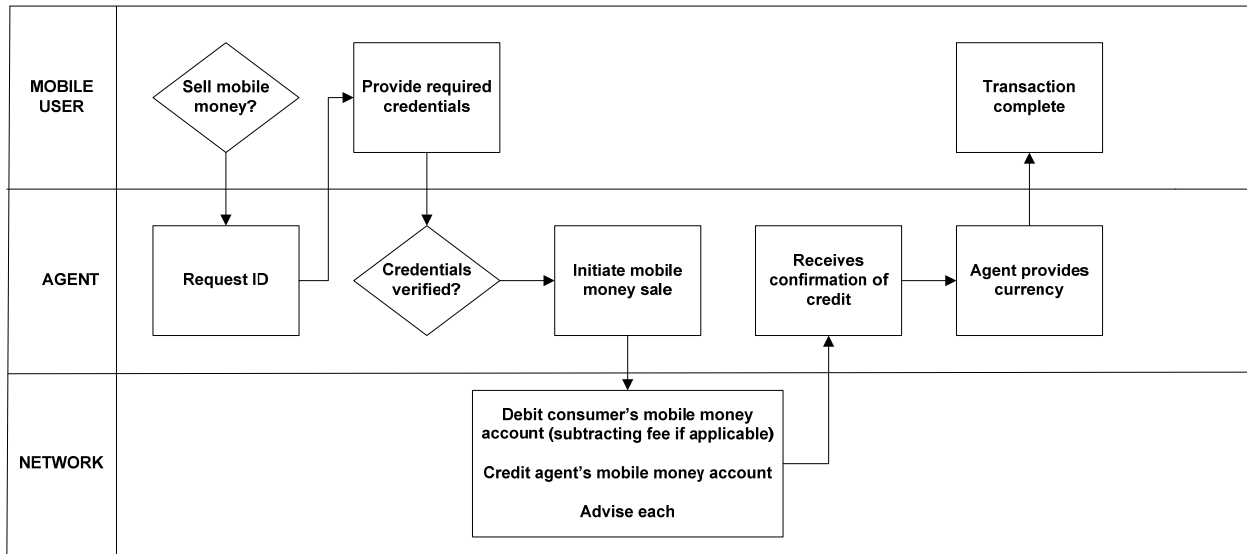 MOBILE
USER
Sell mobile
money?
Provide required
credentials
Transaction
complete
AGENT
Request ID
Credentials
verified?
Initiate mobile
money sale
Receives
confirmation of
credit
Agent provides
currency
NETWORK
Debit consumer’s mobile money
account (subtracting fee if applicable)
Credit agent’s mobile money account
Advise each